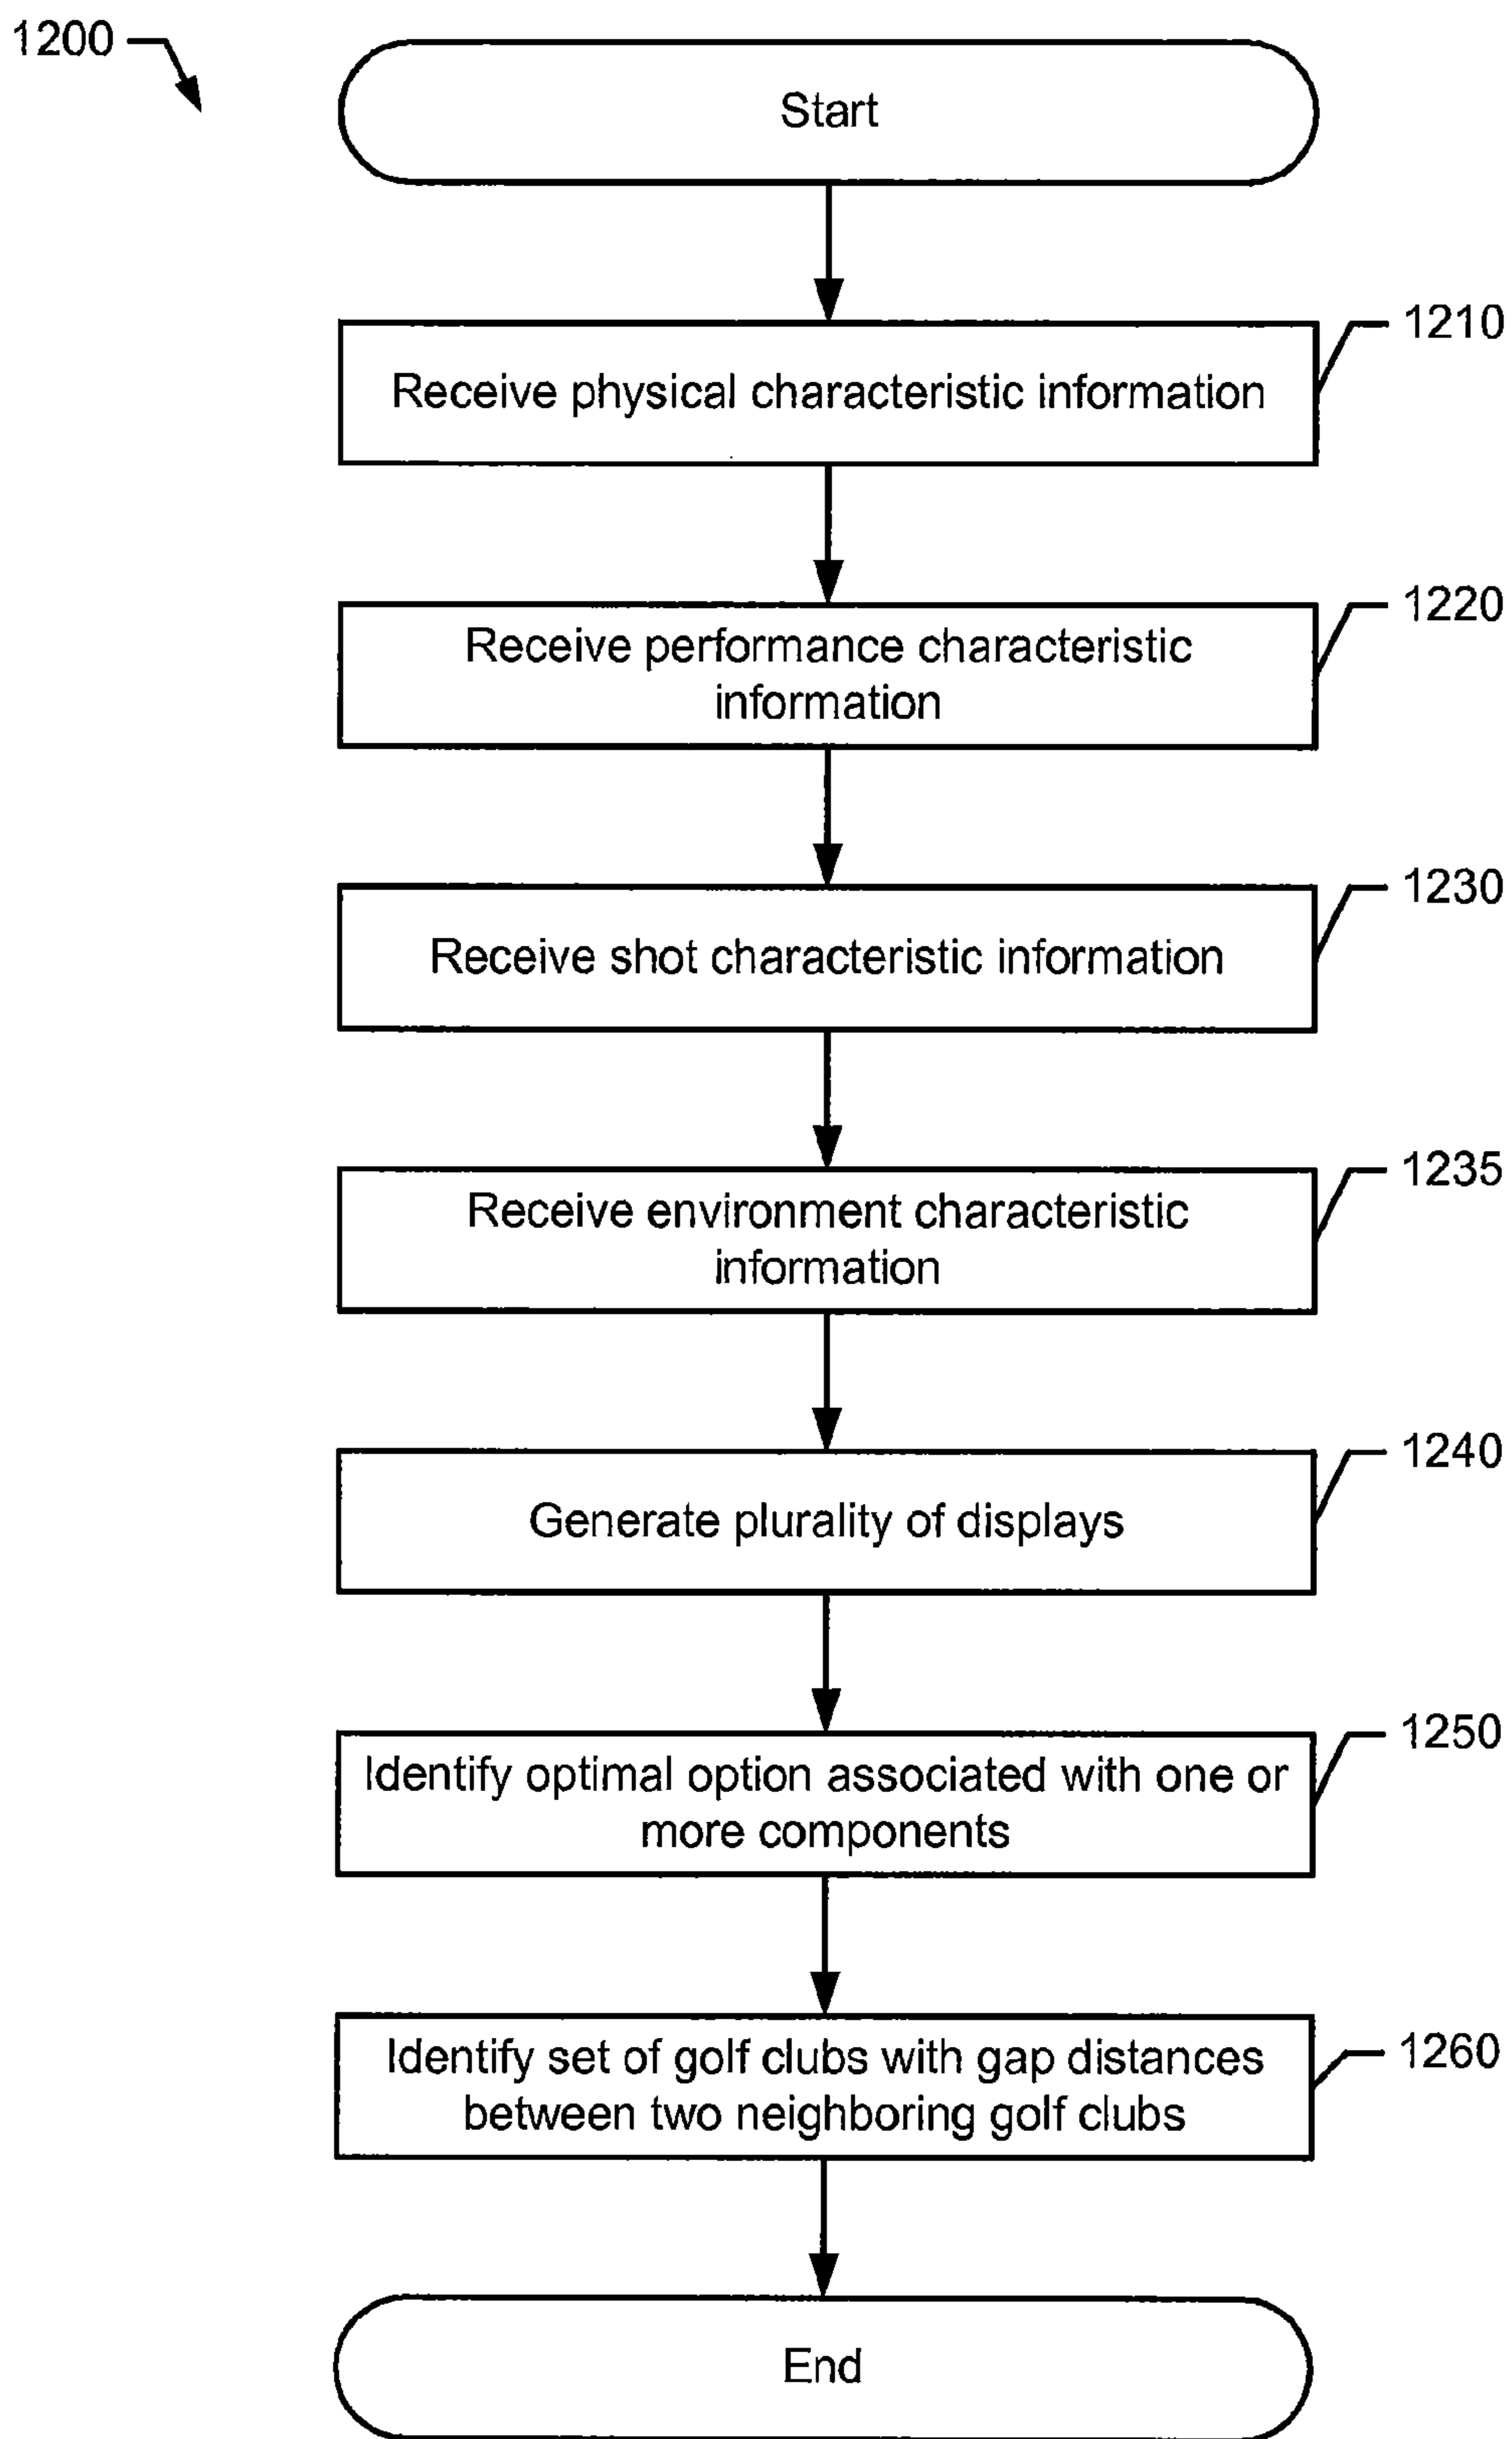 1200
Start
1210
Receive physical characteristic information
1220
Receive performance characteristic
information
1230
Receive shot characteristic information
1235
Receive environment characteristic
information
1240
Generate plurality of displays
1250
Identify optimal option associated with one or
more components
1260
Identify set of golf clubs with gap distances
between two neighboring golf clubs
End